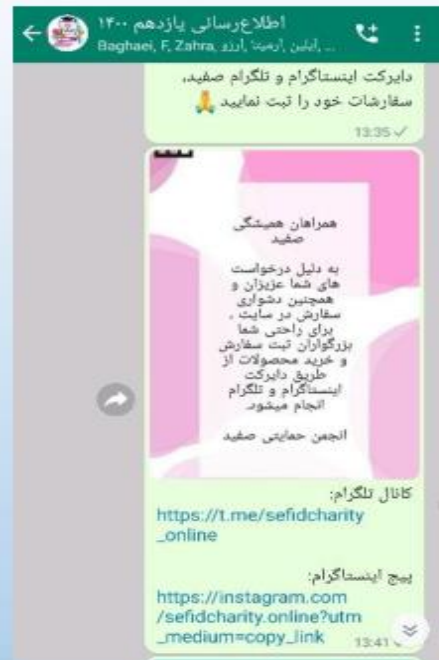 اطلاع‌رسانی یازدهم ۱۴۰۰
Baghaei, F, Zahra, آیلین, آرمیتا, آرزو, ...
دایرکت اینستاگرام و تلگرام صفید،
سفارشات خود را ثبت نمایید 🙏
13:35
همراهان همیشگی
صفید
به دلیل درخواست
های شما عزیزان و
همچنین دشواری
سفارش در سایت ،
برای راحتی شما
بزرگواران ثبت سفارش
و خرید محصولات از
طریق دایرکت
اینستاگرام و تلگرام
انجام میشود.
انجمن حمایتی صفید
کانال تلگرام:
https://t.me/sefidcharity
_online
پیج اینستاگرام:
https://instagram.com
/sefidcharity.online?utm
_medium=copy_link
13:41